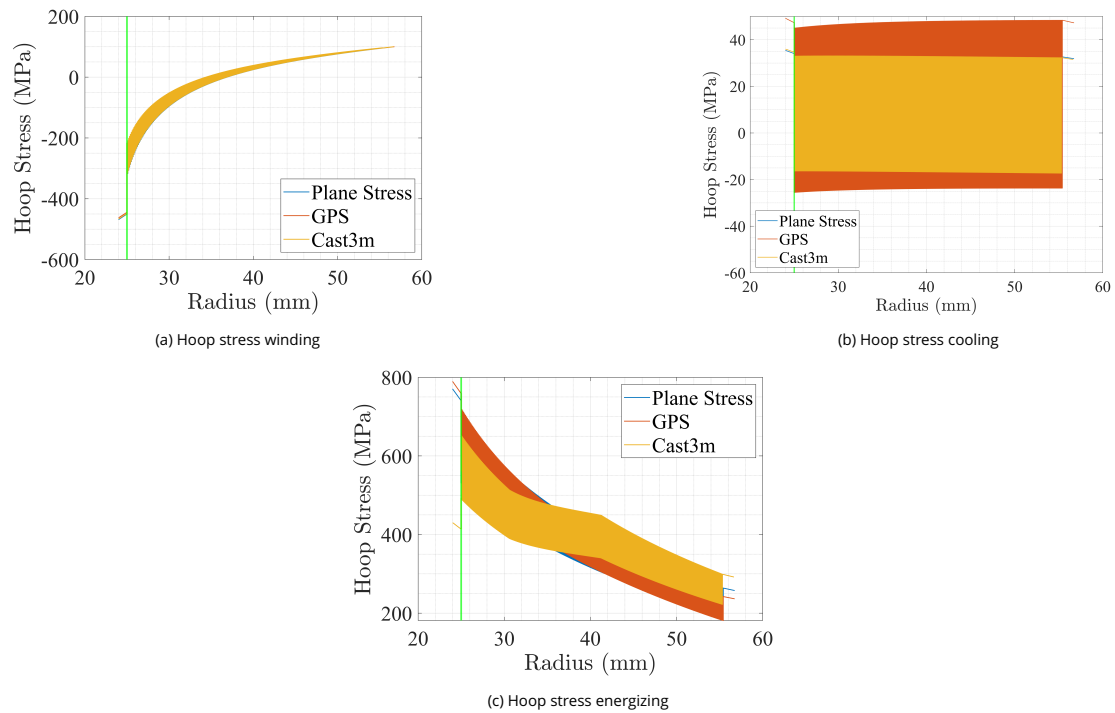 200
0
-200
-400
-600
20 30 40 50 60
Hoop Stress (MPa)
Radius (mm)
Plane Stress
GPS
Cast3m
(a) Hoop stress winding
40
20
0
-20
-40
-60
20 30 40 50 60
Hoop Stress (MPa)
Radius (mm)
Plane Stress
GPS
Cast3m
(b) Hoop stress cooling
800
600
400
200
20 30 40 50 60
Hoop Stress (MPa)
Radius (mm)
Plane Stress
GPS
Cast3m
(c) Hoop stress energizing